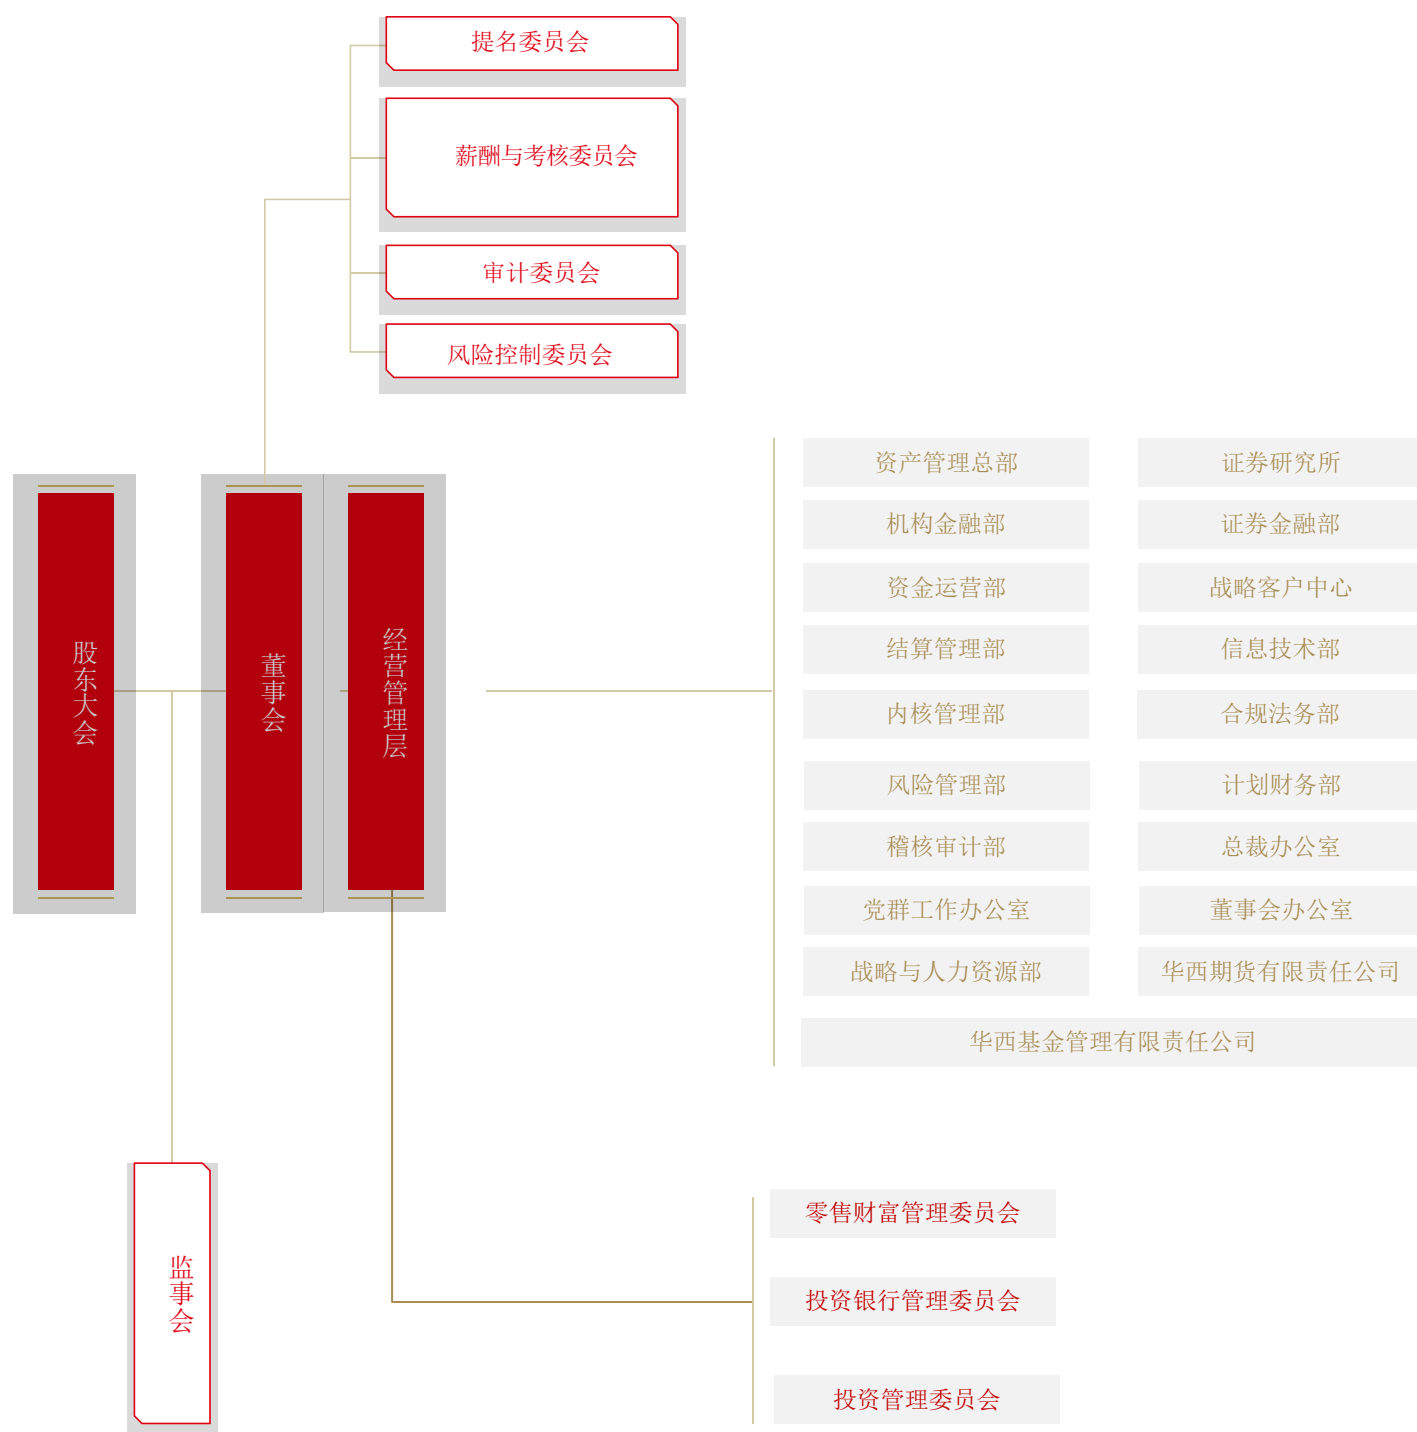 提名委员会
薪酬与考核委员会
审计委员会
风险控制委员会
股东大会
董事会
经营管理层
资产管理总部
证券研究所
机构金融部
证券金融部
资金运营部
战略客户中心
结算管理部
信息技术部
内核管理部
合规法务部
风险管理部
计划财务部
稽核审计部
总裁办公室
党群工作办公室
董事会办公室
战略与人力资源部
华西期货有限责任公司
华西基金管理有限责任公司
监事会
零售财富管理委员会
投资银行管理委员会
投资管理委员会